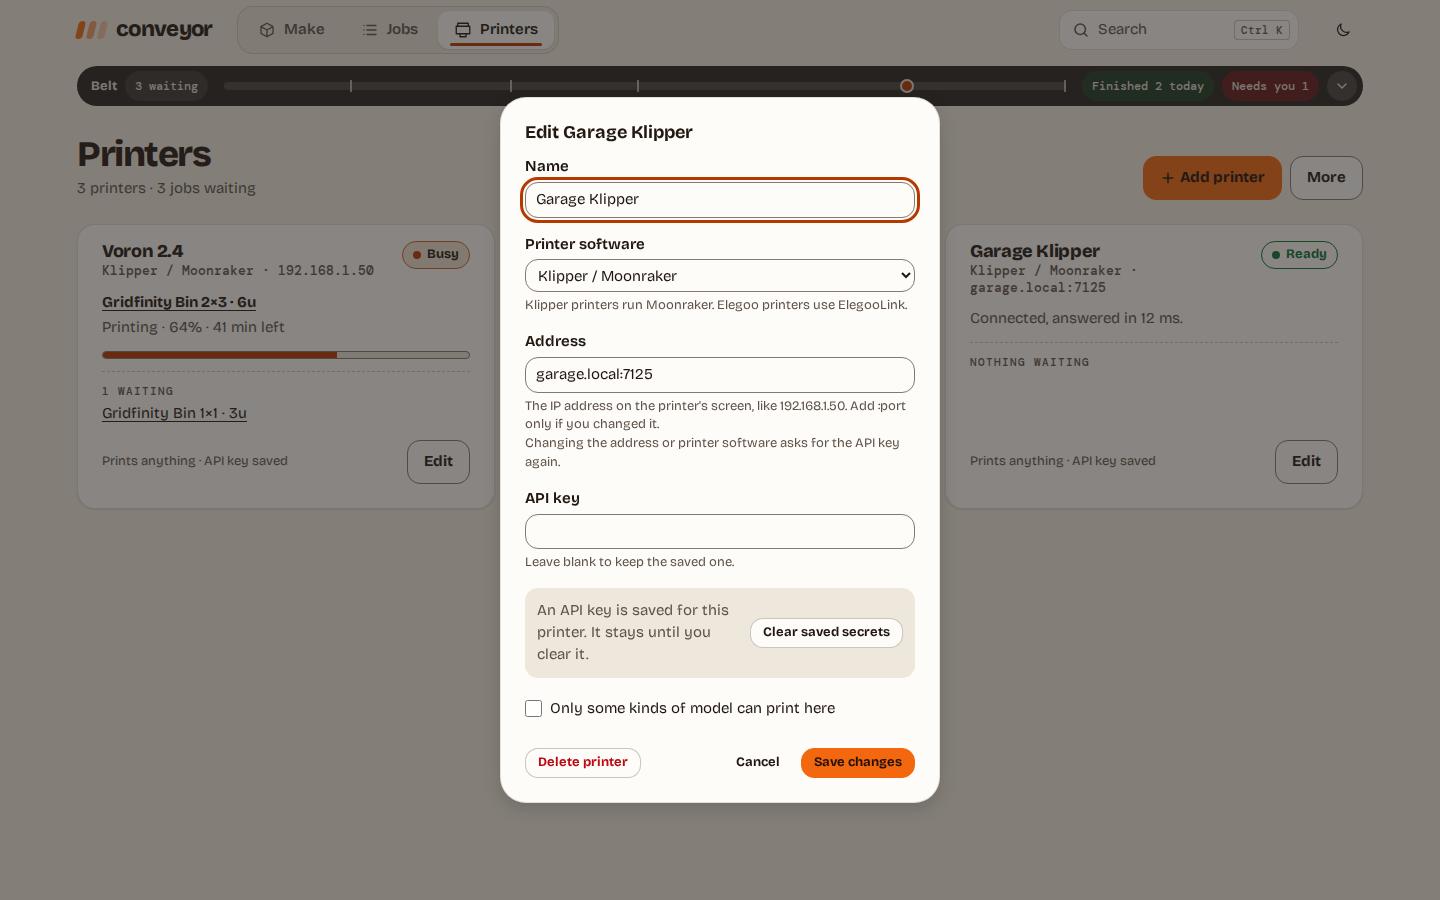 conveyor
Make
Jobs
Printers
Search
Ctrl K
Belt
3 waiting
Finished 2 today
Needs you 1
Printers
3 printers · 3 jobs waiting
+ Add printer
More
Voron 2.4
Busy
Klipper / Moonraker · 192.168.1.50
Gridfinity Bin 2×3 · 6u
Printing · 64% · 41 min left
1 WAITING
Gridfinity Bin 1×1 · 3u
Prints anything · API key saved
Edit
Edit Garage Klipper
Name
Garage Klipper
Printer software
Klipper / Moonraker
Klipper printers run Moonraker. Elegoo printers use ElegooLink.
Address
garage.local:7125
The IP address on the printer's screen, like 192.168.1.50. Add :port
only if you changed it.
Changing the address or printer software asks for the API key
again.
API key
Leave blank to keep the saved one.
An API key is saved for this
printer. It stays until you
clear it.
Clear saved secrets
Only some kinds of model can print here
Delete printer
Cancel
Save changes
Garage Klipper
Ready
Klipper / Moonraker ·
garage.local:7125
Connected, answered in 12 ms.
NOTHING WAITING
Prints anything · API key saved
Edit